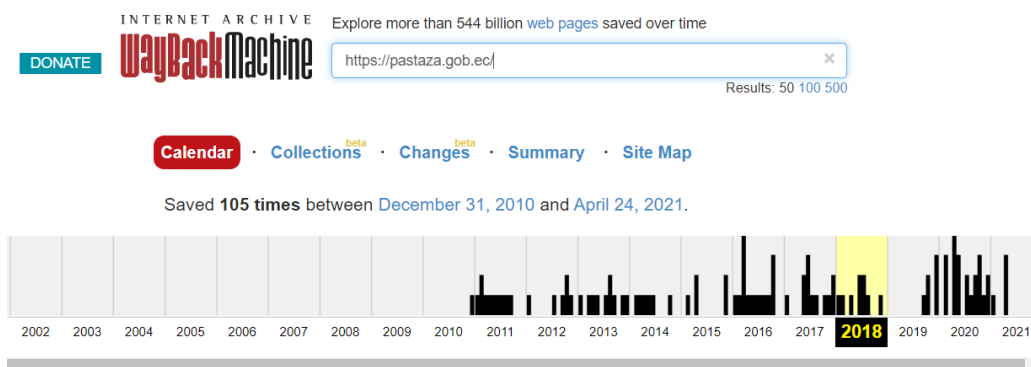 INTERNET ARCHIVE
WayBackMachine
DONATE
Explore more than 544 billion web pages saved over time
https://pastaza.gob.ec/
×
Results: 50 100 500
Calendar · Collections beta · Changes beta · Summary · Site Map
Saved 105 times between December 31, 2010 and April 24, 2021.
2002 2003 2004 2005 2006 2007 2008 2009 2010 2011 2012 2013 2014 2015 2016 2017 2018 2019 2020 2021